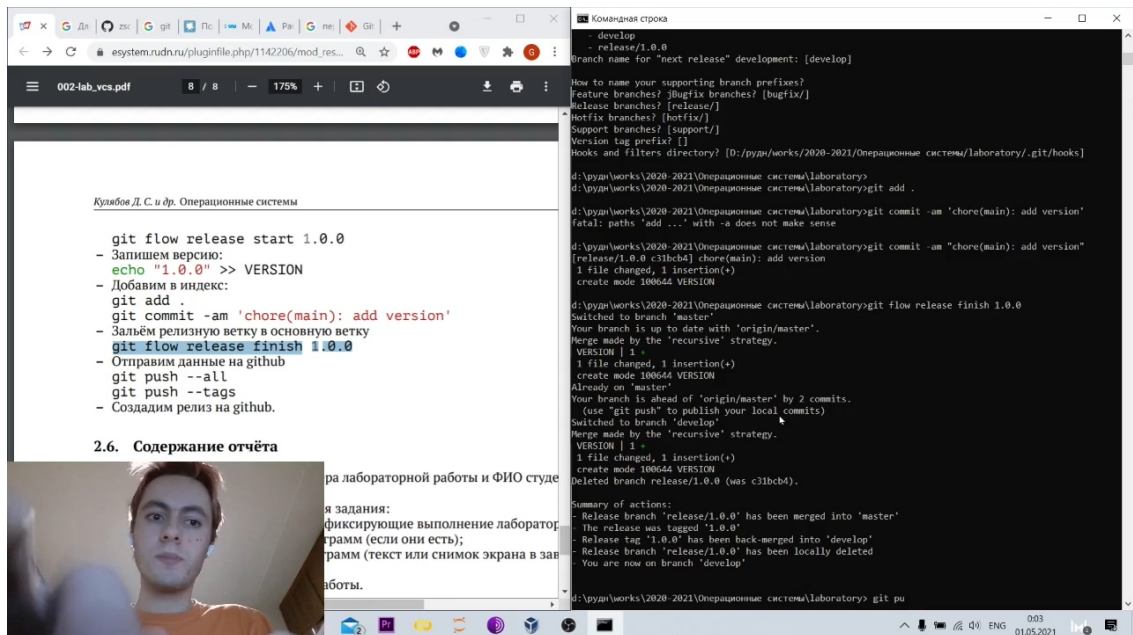 Дл
zsc
git
По
Мс
Ра
пе
Git
esystem.rudn.ru/pluginfile.php/1142206/mod_res...
002-lab_vcs.pdf
8 / 8
175%
Кулябов Д. С. и др. Операционные системы
git flow release start 1.0.0
– Запишем версию:
echo "1.0.0" >> VERSION
– Добавим в индекс:
git add .
git commit -am 'chore(main): add version'
– Зальём релизную ветку в основную ветку
git flow release finish 1.0.0
– Отправим данные на github
git push --all
git push --tags
– Создадим релиз на github.
2.6. Содержание отчёта
ра лабораторной работы и ФИО студе
я задания:
фиксирующие выполнение лаборатор
грамм (если они есть);
грамм (текст или снимок экрана в зав
аботы.
Командная строка
- develop
- release/1.0.0
Branch name for "next release" development: [develop]
How to name your supporting branch prefixes?
Feature branches? jBugfix branches? [bugfix/]
Release branches? [release/]
Hotfix branches? [hotfix/]
Support branches? [support/]
Version tag prefix? []
Hooks and filters directory? [D:/рудн/works/2020-2021/Операционные системы/laboratory/.git/hooks]
d:\рудн\works\2020-2021\Операционные системы\laboratory>
d:\рудн\works\2020-2021\Операционные системы\laboratory>git add .
d:\рудн\works\2020-2021\Операционные системы\laboratory>git commit -am 'chore(main): add version'
fatal: paths 'add ...' with -a does not make sense
d:\рудн\works\2020-2021\Операционные системы\laboratory>git commit -am "chore(main): add version"
[release/1.0.0 c31bcb4] chore(main): add version
1 file changed, 1 insertion(+)
create mode 100644 VERSION
d:\рудн\works\2020-2021\Операционные системы\laboratory>git flow release finish 1.0.0
Switched to branch 'master'
Your branch is up to date with 'origin/master'.
Merge made by the 'recursive' strategy.
VERSION | 1 +
1 file changed, 1 insertion(+)
create mode 100644 VERSION
Already on 'master'
Your branch is ahead of 'origin/master' by 2 commits.
(use "git push" to publish your local commits)
Switched to branch 'develop'
Merge made by the 'recursive' strategy.
VERSION | 1 +
1 file changed, 1 insertion(+)
create mode 100644 VERSION
Deleted branch release/1.0.0 (was c31bcb4).
Summary of actions:
- Release branch 'release/1.0.0' has been merged into 'master'
- The release was tagged '1.0.0'
- Release tag '1.0.0' has been back-merged into 'develop'
- Release branch 'release/1.0.0' has been locally deleted
- You are now on branch 'develop'
d:\рудн\works\2020-2021\Операционные системы\laboratory> git pu
ENG
0:03
01.05.2021